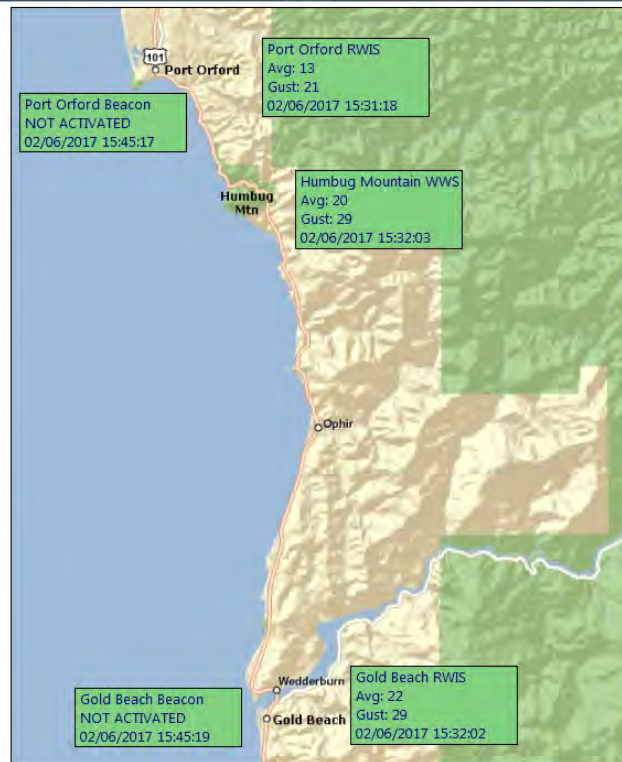 Port Orford RWIS
Avg: 13
Gust: 21
02/06/2017 15:31:18
101
Port Orford
Port Orford Beacon
NOT ACTIVATED
02/06/2017 15:45:17
Humbug Mountain WWS
Avg: 20
Gust: 29
02/06/2017 15:32:03
Humbug
Mtn
Ophir
Wedderburn
Gold Beach RWIS
Avg: 22
Gust: 29
02/06/2017 15:32:02
Gold Beach Beacon
NOT ACTIVATED
02/06/2017 15:45:19
Gold Beach